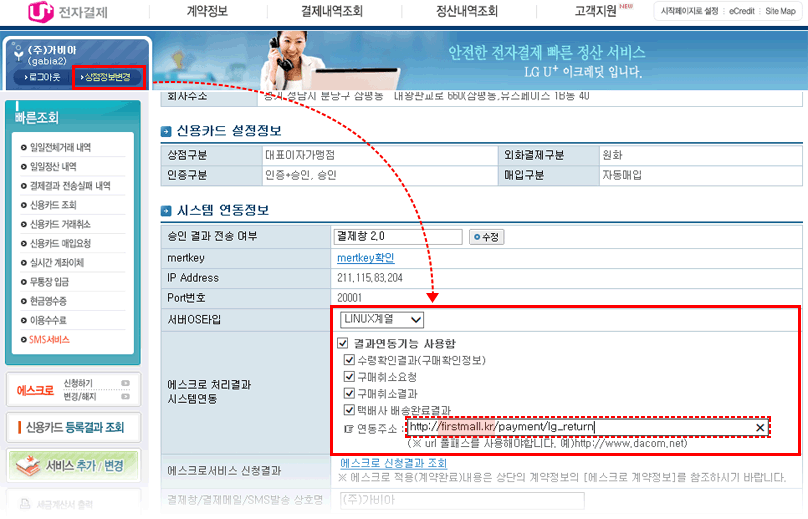 U+ 전자결제
계약정보
결제내역조회
정산내역조회
고객지원 NEW
시작페이지로 설정 | eCredit | Site Map
(주)가비아
(gabia2)
로그아웃
상점정보변경
안전한 전자결제 빠른 정산 서비스
LG U+ 이크레딧 입니다.
빠른조회
일일전체거래 내역
일일정산 내역
결제결과 전송실패 내역
신용카드 조회
신용카드 거래취소
신용카드 매입요청
실시간 계좌이체
무통장 입금
현금영수증
이용수수료
SMS서비스
에스크로
신청하기
변경/해지
신용카드 등록결과 조회
서비스 추가 / 변경
세금계산서 출력
회사주소
신용카드 설정정보
상점구분 대표이자가맹점 외화결제구분 원화
인증구분 인증+승인, 승인 매입구분 자동매입
시스템 연동정보
승인 결과 전송 여부 결제창 2,0 수정
mertkey mertkey확인
IP Address 211,115,83,204
Port번호 20001
서버OS타입 LINUX계열
에스크로 처리결과
시스템연동
결과연동기능 사용함
수령확인결과(구매확인정보)
구매취소요청
구매취소결과
택배사 배송완료결과
연동주소 : http://firstmall.kr/payment/lg_return
(※ url 풀패스를 사용해야합니다. 예)http://www.dacom.net)
에스크로서비스 신청결과
에스크로 신청결과 조회
※ 에스크로 적용(계약완료)내용은 상단의 계약정보의 [에스크로 계약정보]를 참조하시기 바랍니다.
결제창/결제메일/SMS발송 상호명 (주)가비아